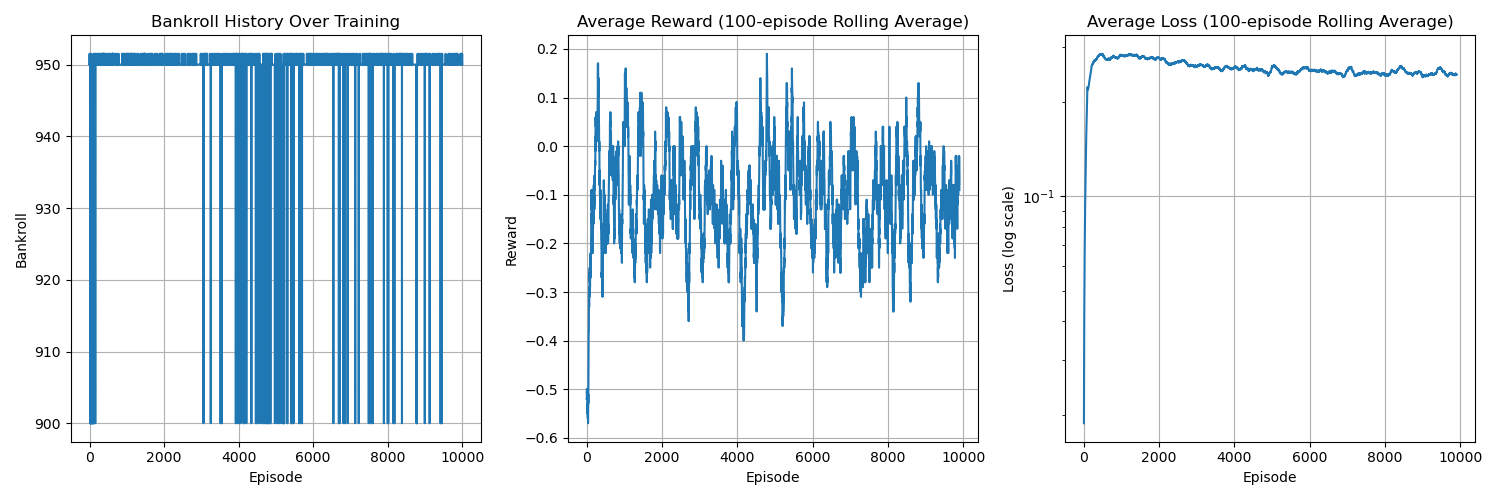 Bankroll History Over Training
Bankroll
950
940
930
920
910
900
0 2000 4000 6000 8000 10000
Episode
Average Reward (100-episode Rolling Average)
Reward
0.2
0.1
0.0
−0.1
−0.2
−0.3
−0.4
−0.5
−0.6
0 2000 4000 6000 8000 10000
Episode
Average Loss (100-episode Rolling Average)
Loss (log scale)
10⁻¹
0 2000 4000 6000 8000 10000
Episode